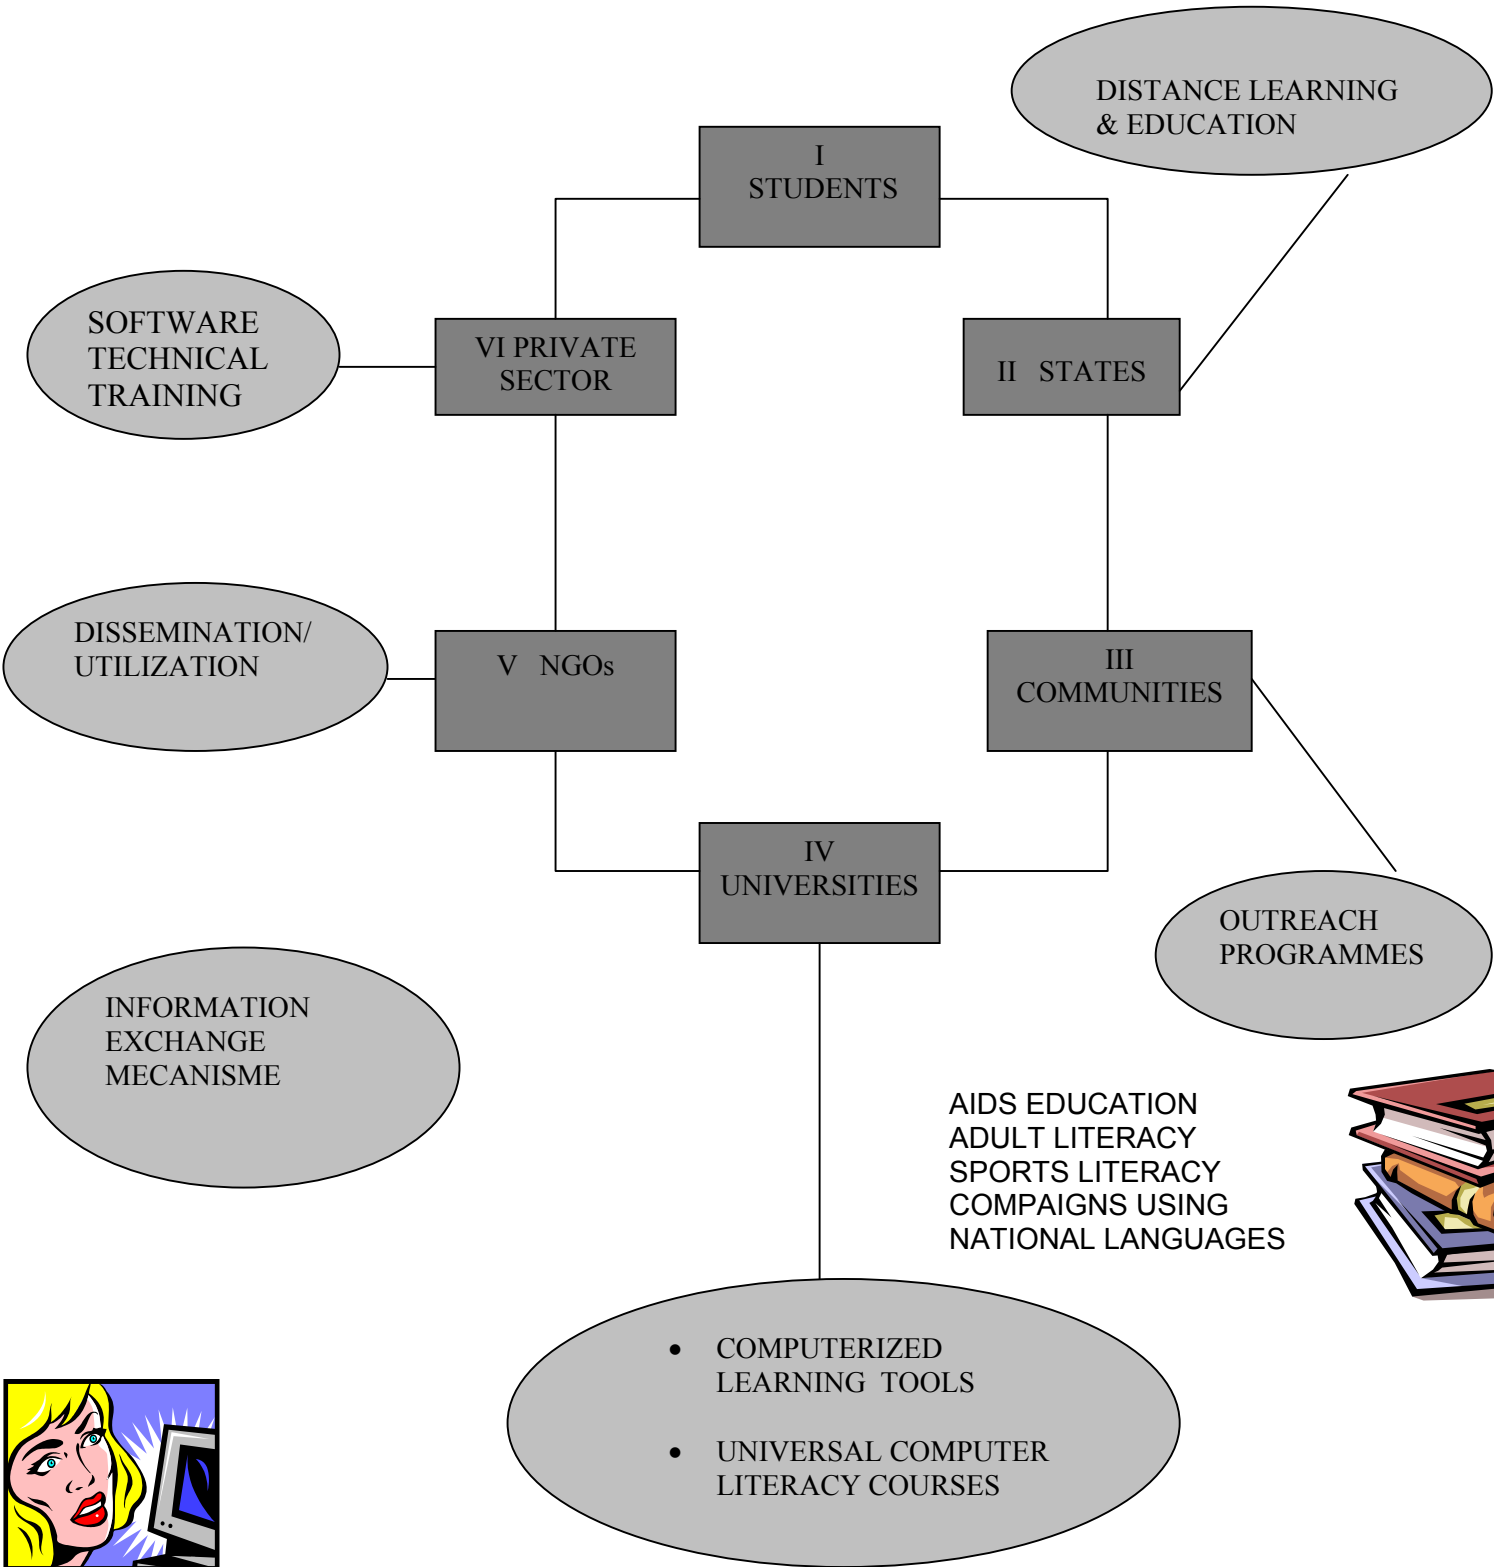 DISTANCE LEARNING
& EDUCATION
I
STUDENTS
SOFTWARE
TECHNICAL
TRAINING
VI PRIVATE
SECTOR
II STATES
DISSEMINATION/
UTILIZATION
V NGOs
III
COMMUNITIES
IV
UNIVERSITIES
OUTREACH
PROGRAMMES
INFORMATION
EXCHANGE
MECANISME
AIDS EDUCATION
ADULT LITERACY
SPORTS LITERACY
COMPAIGNS USING
NATIONAL LANGUAGES
• COMPUTERIZED
LEARNING TOOLS
• UNIVERSAL COMPUTER
LITERACY COURSES